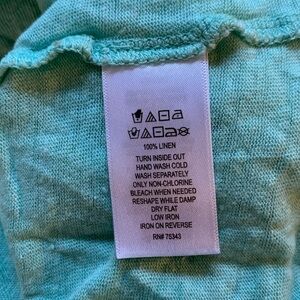 100% LINEN
TURN INSIDE OUT
HAND WASH COLD
WASH SEPARATELY
ONLY NON-CHLORINE
BLEACH WHEN NEEDED
RESHAPE WHILE DAMP
DRY FLAT
LOW IRON
IRON ON REVERSE
RN# 75343